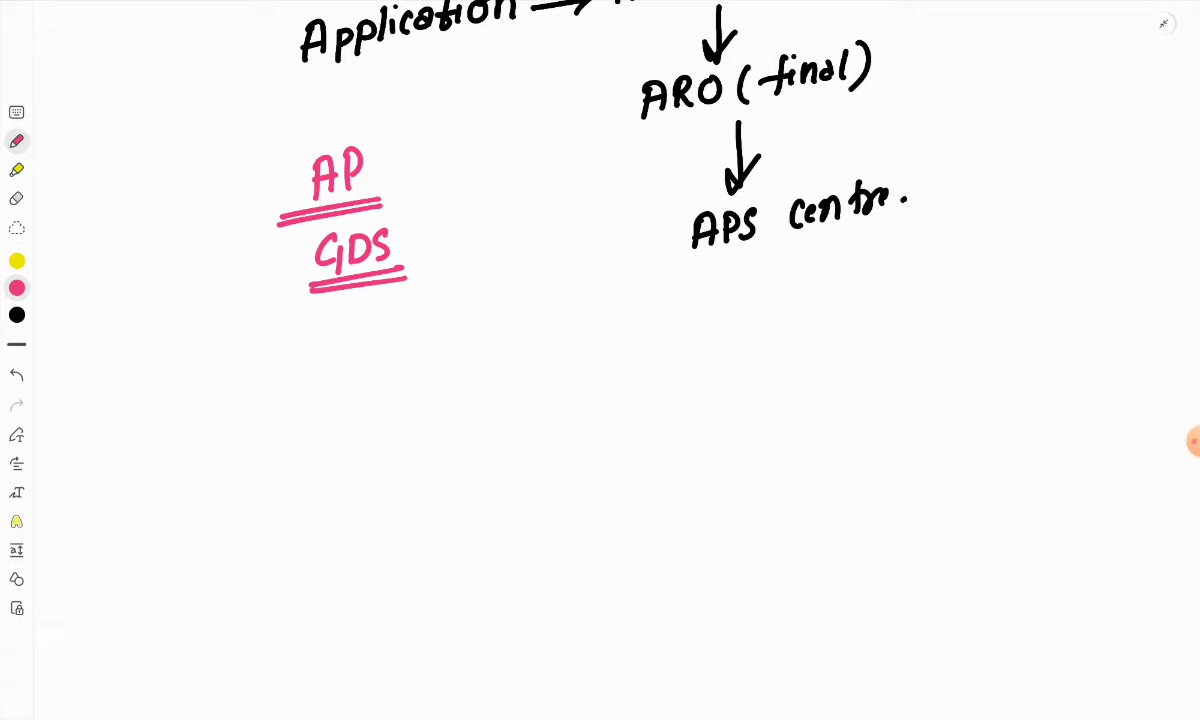 Application →
ARO (final)
AP
APS centre.
GDS